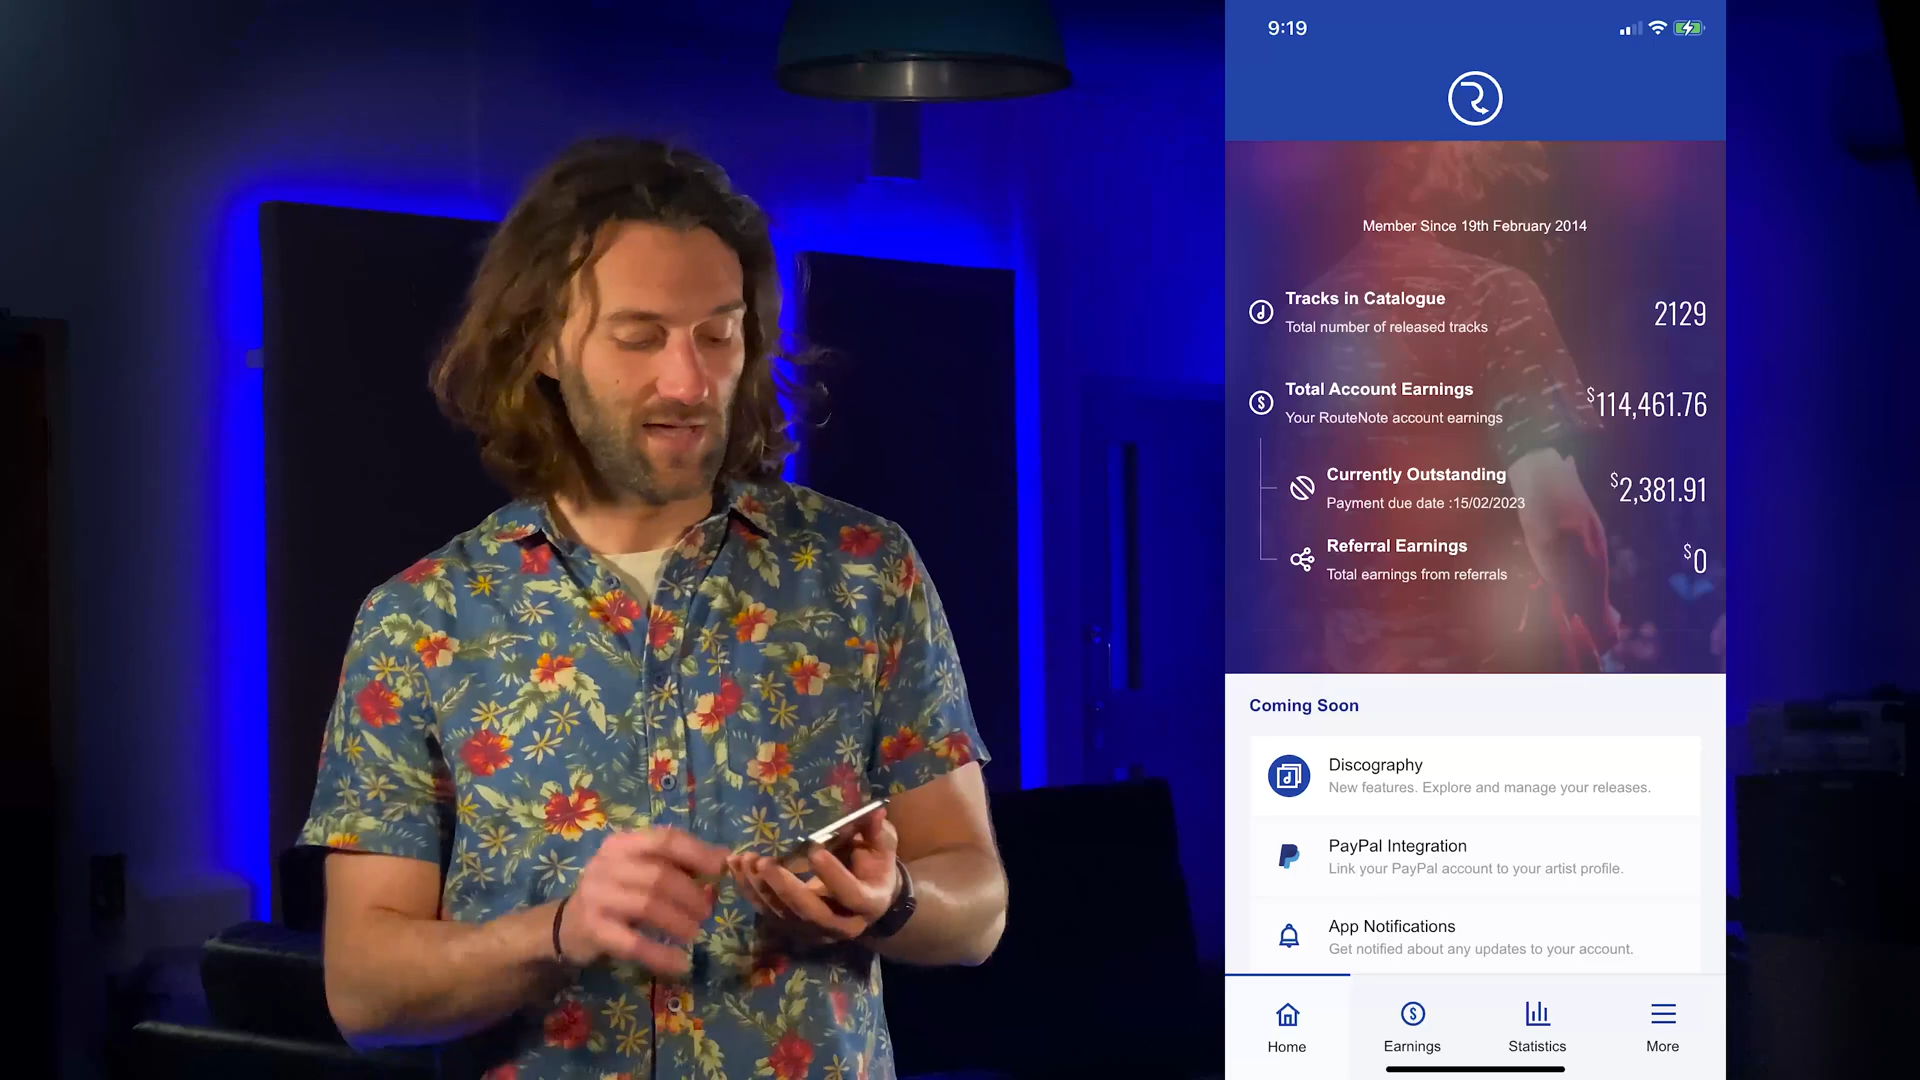 9:19
Member Since 19th February 2014
Tracks in Catalogue
Total number of released tracks
2129
Total Account Earnings
Your RouteNote account earnings
$114,461.76
Currently Outstanding
Payment due date :15/02/2023
$2,381.91
Referral Earnings
Total earnings from referrals
$0
Coming Soon
Discography
New features. Explore and manage your releases.
PayPal Integration
Link your PayPal account to your artist profile.
App Notifications
Get notified about any updates to your account.
Home
Earnings
Statistics
More